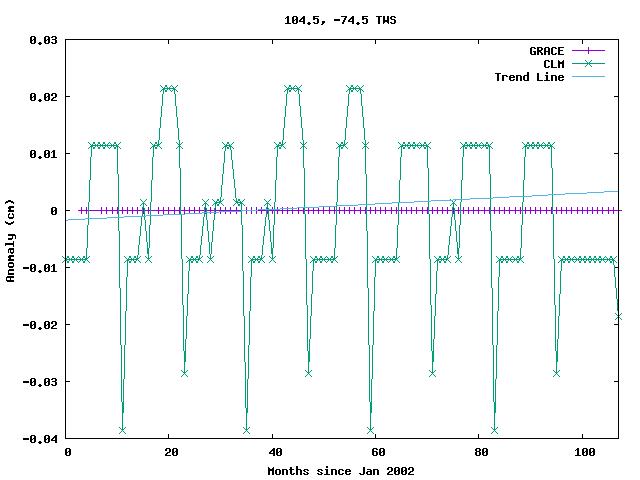 104.5, -74.5 TWS
GRACE
CLM
Trend Line
0.03
0.02
0.01
0
-0.01
-0.02
-0.03
-0.04
Anomaly (cm)
0 20 40 60 80 100
Months since Jan 2002